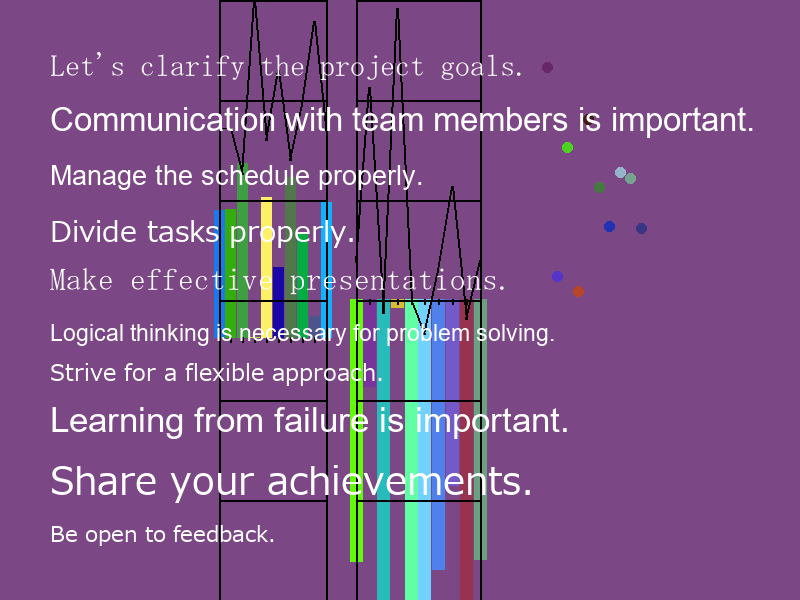 Let's clarify the project goals.
Communication with team members is important.
Manage the schedule properly.
Divide tasks properly.
Make effective presentations.
Logical thinking is necessary for problem solving.
Strive for a flexible approach.
Learning from failure is important.
Share your achievements.
Be open to feedback.